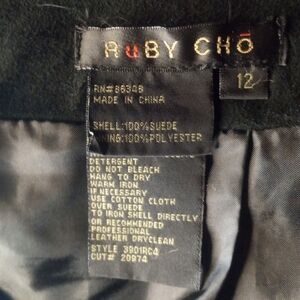 RuBY CHō
12
RN#86348
MADE IN CHINA
SHELL:100%SUEDE
NING:100%POLYESTER
DETERGENT
DO NOT BLEACH
HANG TO DRY
WARM IRON
IF NECESSARY
USE COTTON CLOTH
OVER SUEDE
TO IRON SHELL DIRECTLY
OR RECOMMENDED
PROFESSIONAL
LEATHER DRYCLEAN
STYLE 3901RC4
CUT# 20974